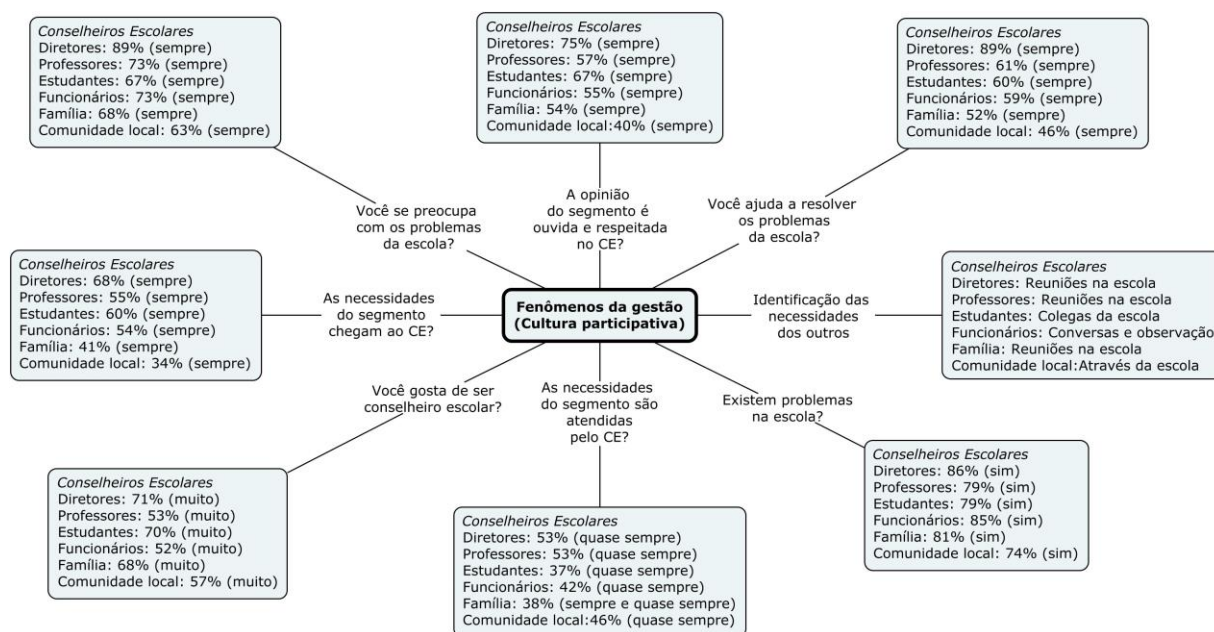 Conselheiros Escolares
Diretores: 89% (sempre)
Professores: 73% (sempre)
Estudantes: 67% (sempre)
Funcionários: 73% (sempre)
Família: 68% (sempre)
Comunidade local: 63% (sempre)
Conselheiros Escolares
Diretores: 75% (sempre)
Professores: 57% (sempre)
Estudantes: 67% (sempre)
Funcionários: 55% (sempre)
Família: 54% (sempre)
Comunidade local:40% (sempre)
Conselheiros Escolares
Diretores: 89% (sempre)
Professores: 61% (sempre)
Estudantes: 60% (sempre)
Funcionários: 59% (sempre)
Família: 52% (sempre)
Comunidade local: 46% (sempre)
Você se preocupa
com os problemas
da escola?
A opinião
do segmento é
ouvida e respeitada
no CE?
Você ajuda a resolver
os problemas
da escola?
Conselheiros Escolares
Diretores: 68% (sempre)
Professores: 55% (sempre)
Estudantes: 60% (sempre)
Funcionários: 54% (sempre)
Família: 41% (sempre)
Comunidade local: 34% (sempre)
As necessidades
do segmento
chegam ao CE?
Fenômenos da gestão
(Cultura participativa)
Identificação das
necessidades
dos outros
Conselheiros Escolares
Diretores: Reuniões na escola
Professores: Reuniões na escola
Estudantes: Colegas da escola
Funcionários: Conversas e observação
Família: Reuniões na escola
Comunidade local:Através da escola
Você gosta de ser
conselheiro escolar?
As necessidades
do segmento são
atendidas
pelo CE?
Existem problemas
na escola?
Conselheiros Escolares
Diretores: 71% (muito)
Professores: 53% (muito)
Estudantes: 70% (muito)
Funcionários: 52% (muito)
Família: 68% (muito)
Comunidade local: 57% (muito)
Conselheiros Escolares
Diretores: 53% (quase sempre)
Professores: 53% (quase sempre)
Estudantes: 37% (quase sempre)
Funcionários: 42% (quase sempre)
Família: 38% (sempre e quase sempre)
Comunidade local:46% (quase sempre)
Conselheiros Escolares
Diretores: 86% (sim)
Professores: 79% (sim)
Estudantes: 79% (sim)
Funcionários: 85% (sim)
Família: 81% (sim)
Comunidade local: 74% (sim)